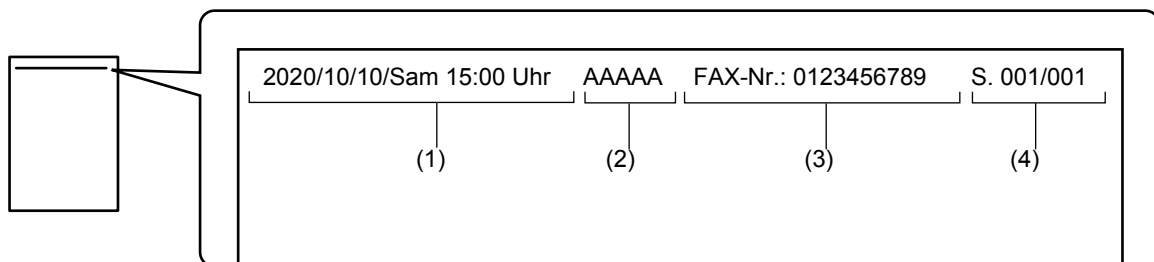 2020/10/10/Sam 15:00 Uhr AAAAA FAX-Nr.: 0123456789 S. 001/001
(1) (2) (3) (4)